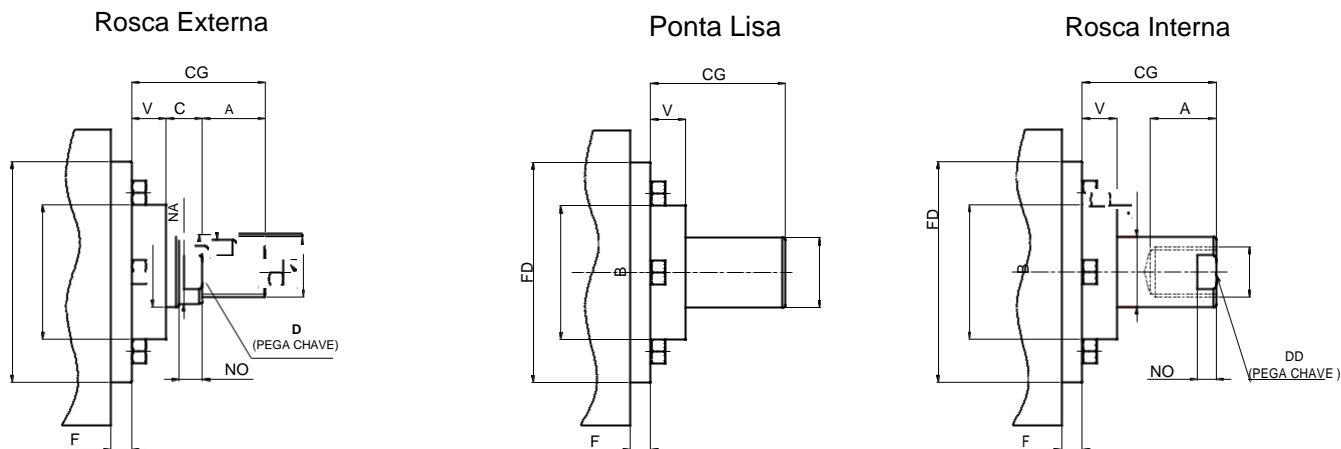 Rosca Externa
CG
V
C
A
NA
D
(PEGA CHAVE)
NO
F
Ponta Lisa
CG
V
FD
B
F
Rosca Interna
CG
V
A
FD
B
NO
DD
(PEGA CHAVE )
F